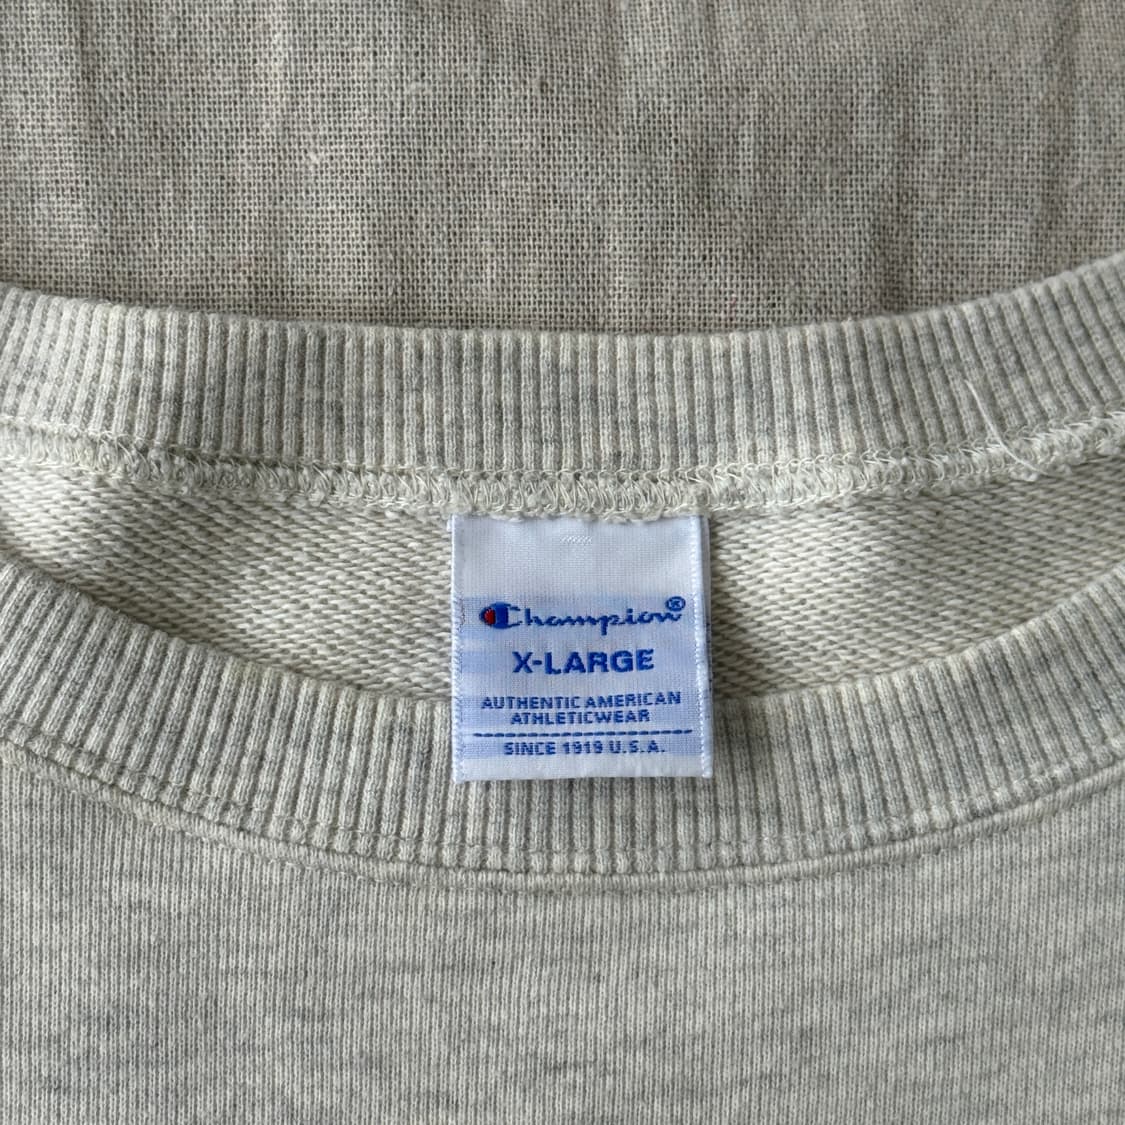 Champion®
X-LARGE
AUTHENTIC AMERICAN
ATHLETICWEAR
SINCE 1919 U.S.A.